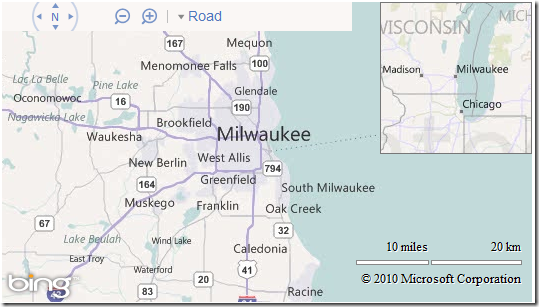 N
Road
WISCONSIN
MICH
Madison
Milwaukee
Chicago
167
Mequon
Menomonee Falls
100
Lac La Belle
Pine Lake
Glendale
Oconomowoc
16
190
Nagawicka Lake
Brookfield
Milwaukee
Waukesha
West Allis
New Berlin
794
Greenfield
164
South Milwaukee
Muskego
Franklin
Oak Creek
67
32
Lake Beulah
Wind Lake
Caledonia
10 miles
20 km
East Troy
Waterford
20
41
bing
© 2010 Microsoft Corporation
83
Racine